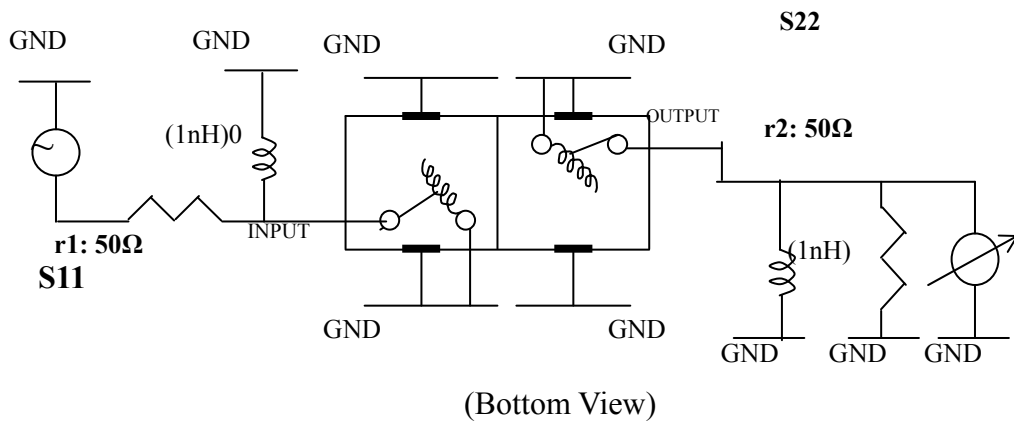 S22
GND
GND
GND
GND
(1nH)0
OUTPUT
r2: 50Ω
INPUT
r1: 50Ω
S11
(1nH)
GND
GND
GND
GND
GND
(Bottom View)